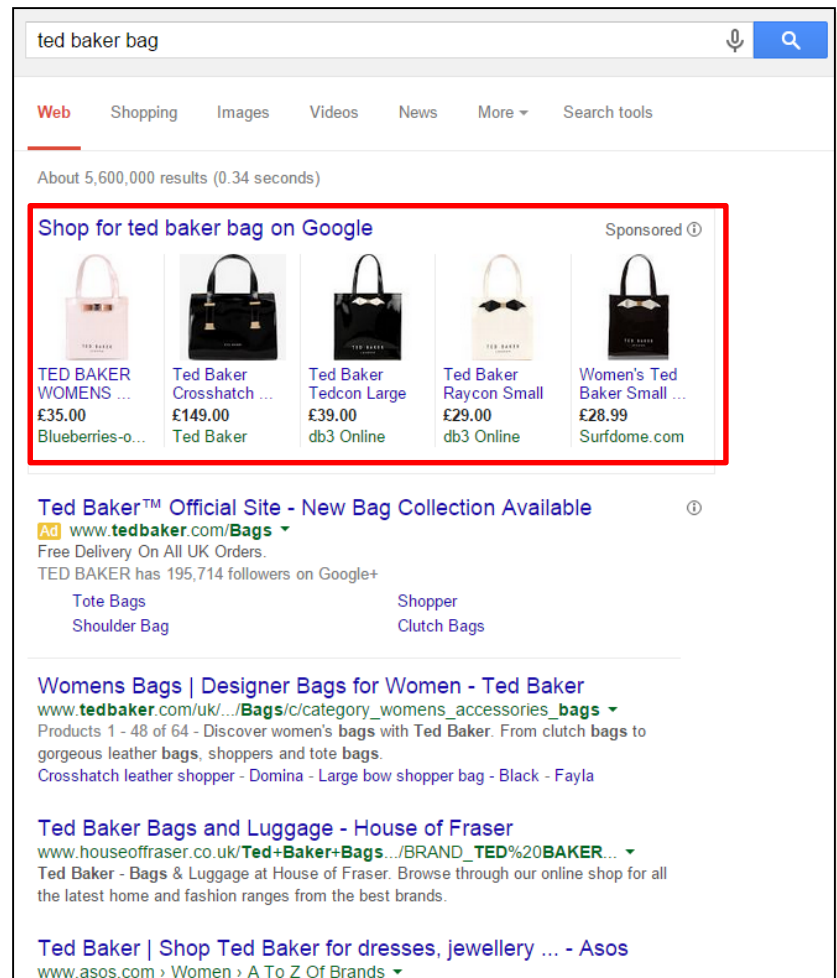 ted baker bag
Web Shopping Images Videos News More Search tools
About 5,600,000 results (0.34 seconds)
Shop for ted baker bag on Google Sponsored
TED BAKER
WOMENS ...
£35.00
Blueberries-o...
Ted Baker
Crosshatch ...
£149.00
Ted Baker
Ted Baker
Tedcon Large
£39.00
db3 Online
Ted Baker
Raycon Small
£29.00
db3 Online
Women's Ted
Baker Small ...
£28.99
Surfdome.com
Ted Baker™ Official Site - New Bag Collection Available
Ad www.tedbaker.com/Bags
Free Delivery On All UK Orders.
TED BAKER has 195,714 followers on Google+
Tote Bags Shopper
Shoulder Bag Clutch Bags
Womens Bags | Designer Bags for Women - Ted Baker
www.tedbaker.com/uk/.../Bags/c/category_womens_accessories_bags
Products 1 - 48 of 64 - Discover women's bags with Ted Baker. From clutch bags to
gorgeous leather bags, shoppers and tote bags.
Crosshatch leather shopper - Domina - Large bow shopper bag - Black - Fayla
Ted Baker Bags and Luggage - House of Fraser
www.houseoffraser.co.uk/Ted+Baker+Bags.../BRAND_TED%20BAKER...
Ted Baker - Bags & Luggage at House of Fraser. Browse through our online shop for all
the latest home and fashion ranges from the best brands.
Ted Baker | Shop Ted Baker for dresses, jewellery ... - Asos
www.asos.com › Women › A To Z Of Brands